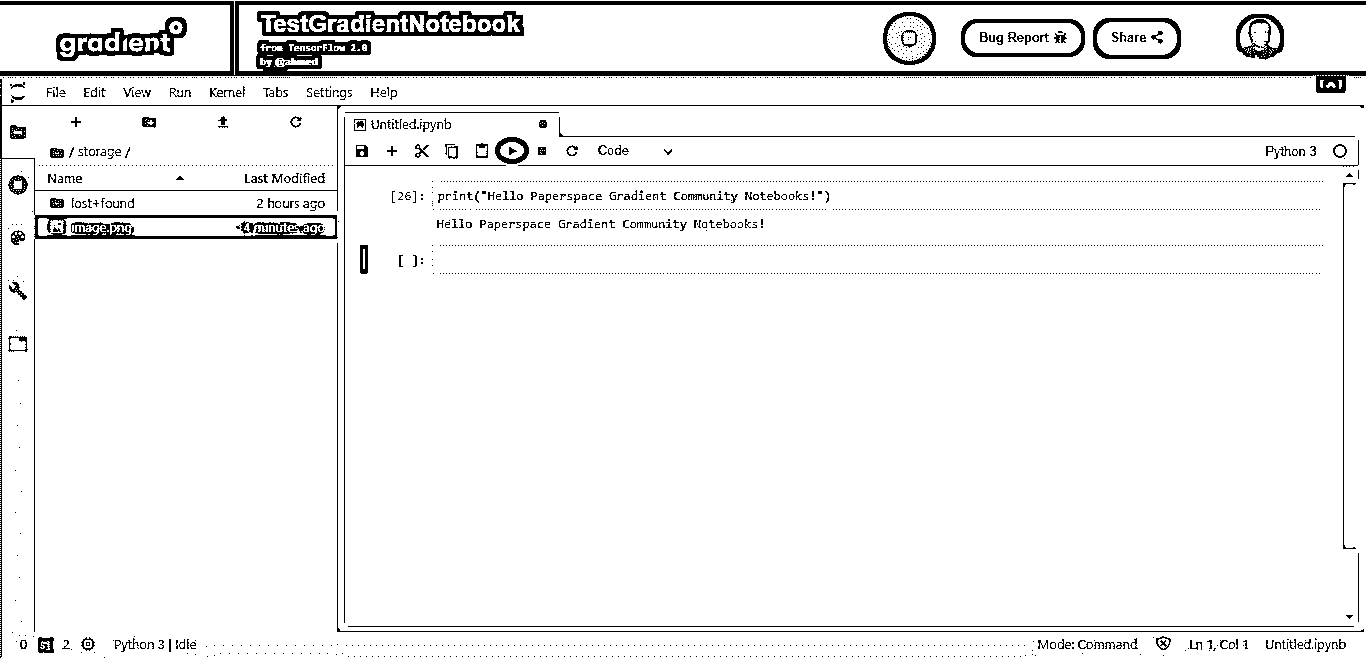 gradient
TestGradientNotebook
from TensorFlow 2.0
by @ahmed
Bug Report
Share
File Edit View Run Kernel Tabs Settings Help
+
/ storage /
Name Last Modified
lost+found 2 hours ago
image.png 4 minutes ago
Untitled.ipynb
Code
Python 3
[26]: print("Hello Paperspace Gradient Community Notebooks!")
Hello Paperspace Gradient Community Notebooks!
[ ]:
0 2 Python 3 | Idle Mode: Command Ln 1, Col 1 Untitled.ipynb